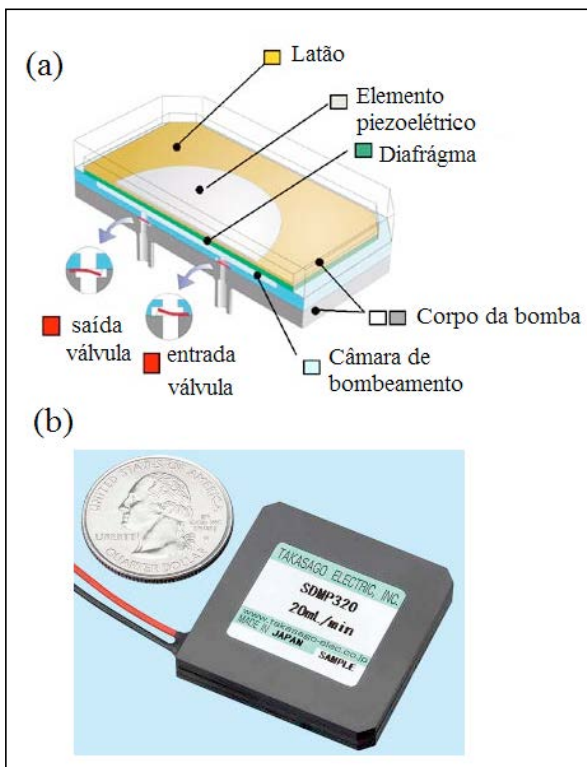 (a)
Latão
Elemento
piezoelétrico
Diafrágma
Corpo da bomba
saída
válvula
entrada
válvula
Câmara de
bombeamento
(b)
UNITED STATES OF AMERICA
LIBERTY
QUARTER DOLLAR
TAKASAGO ELECTRIC, INC.
SDMP320
20mL/min
www.takasago-elec.co.jp
MADE IN JAPAN
SAMPLE